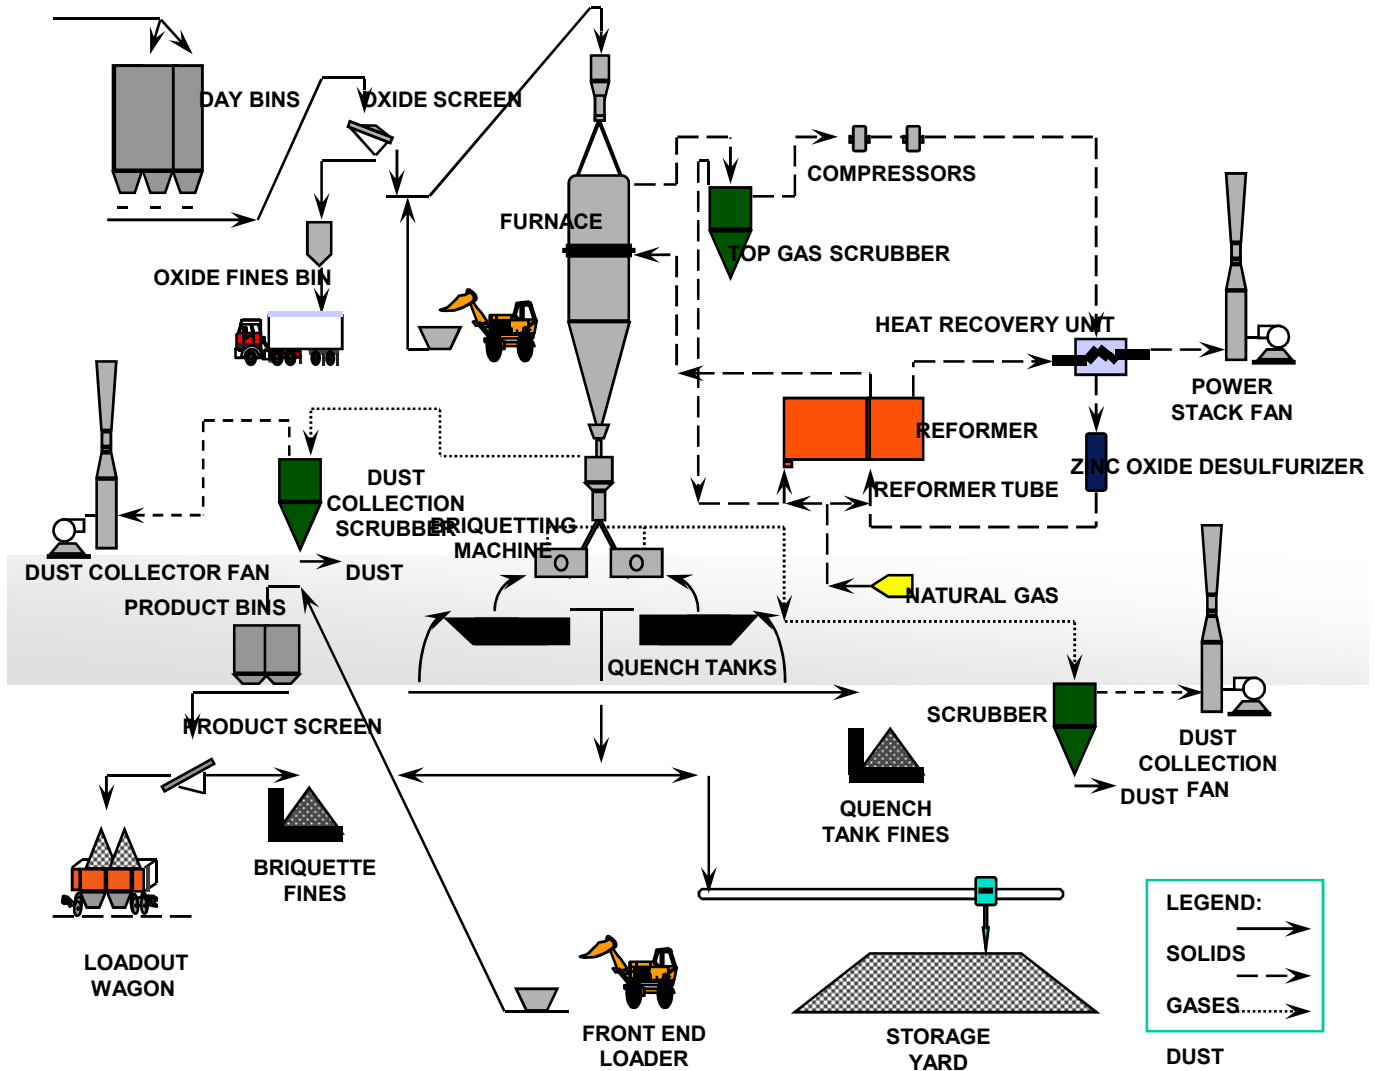 DAY BINS
OXIDE SCREEN
COMPRESSORS
FURNACE
TOP GAS SCRUBBER
OXIDE FINES BIN
HEAT RECOVERY UNIT
POWER
STACK FAN
REFORMER
ZINC OXIDE DESULFURIZER
DUST
COLLECTION
SCRUBBER
REFORMER TUBE
BRIQUETTING
MACHINE
DUST COLLECTOR FAN
DUST
NATURAL GAS
PRODUCT BINS
QUENCH TANKS
PRODUCT SCREEN
SCRUBBER
DUST
COLLECTION
FAN
DUST
QUENCH
TANK FINES
BRIQUETTE
FINES
LOADOUT
WAGON
FRONT END
LOADER
STORAGE
YARD
LEGEND:
SOLIDS
GASES
DUST